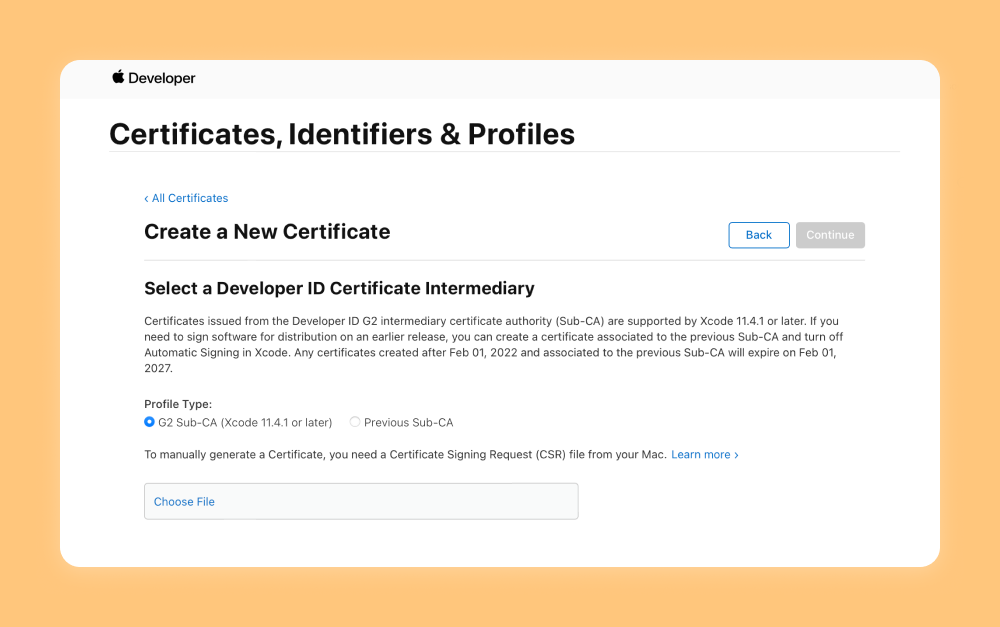 Developer
Certificates, Identifiers & Profiles
‹ All Certificates
Create a New Certificate
Back
Continue
Select a Developer ID Certificate Intermediary
Certificates issued from the Developer ID G2 intermediary certificate authority (Sub-CA) are supported by Xcode 11.4.1 or later. If you
need to sign software for distribution on an earlier release, you can create a certificate associated to the previous Sub-CA and turn off
Automatic Signing in Xcode. Any certificates created after Feb 01, 2022 and associated to the previous Sub-CA will expire on Feb 01,
2027.
Profile Type:
G2 Sub-CA (Xcode 11.4.1 or later) Previous Sub-CA
To manually generate a Certificate, you need a Certificate Signing Request (CSR) file from your Mac. Learn more ›
Choose File